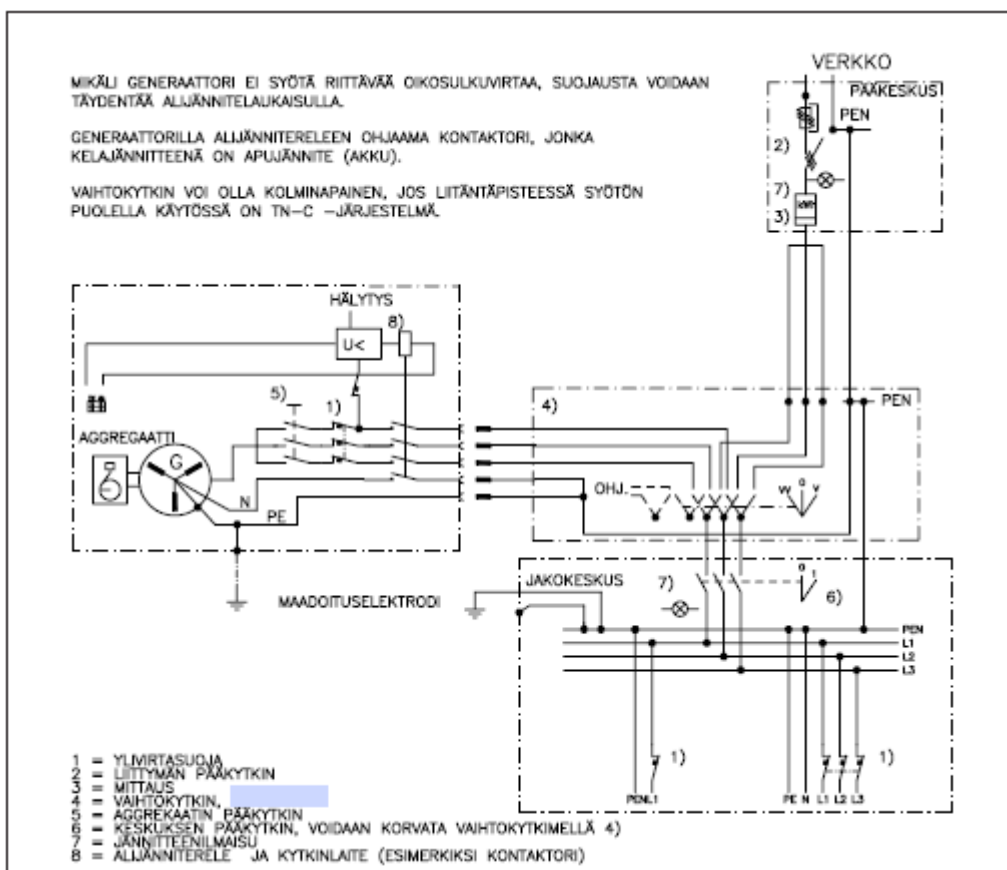 MIKÄLI GENERAATTORI EI SYÖTÄ RIITTÄVÄÄ OIKOSULKUVIRTAA, SUOJAUSTA VOIDAAN
TÄYDENTÄÄ ALIJÄNNITELAUKAISULLA.
GENERAATTORILLA ALIJÄNNITERELEEN OHJAAMA KONTAKTORI, JONKA
KELAJÄNNITTEENÄ ON APUJÄNNITE (AKKU).
VAIHTOKYTKIN VOI OLLA KOLMINAPAINEN, JOS LIITÄNTÄPISTEESSÄ SYÖTÖN
PUOLELLA KÄYTÖSSÄ ON TN-C -JÄRJESTELMÄ.
VERKKO
PÄÄKESKUS
PEN
2)
7)
3)
HÄLYTYS
8)
U<
5)
1)
AGGREGAATTI
G
N
PE
4)
PEN
OHJ.
W 0 V
MAADOITUSELEKTRODI
JAKOKESKUS
7)
0 1
6)
PEN
L1
L2
L3
1)
1)
PEN L1
PE N L1 L2 L3
1 = YLIVIRTASUOJA
2 = LIITTYMÄN PÄÄKYTKIN
3 = MITTAUS
4 = VAIHTOKYTKIN,
5 = AGGREKAATIN PÄÄKYTKIN
6 = KESKUKSEN PÄÄKYTKIN, VOIDAAN KORVATA VAIHTOKYTKIMELLÄ 4)
7 = JÄNNITTEENILMAISU
8 = ALIJÄNNITERELE JA KYTKINLAITE (ESIMERKIKSI KONTAKTORI)